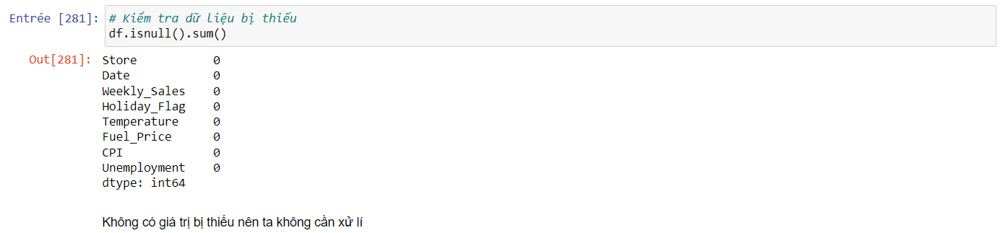 Entrée [281]: # Kiểm tra dữ liệu bị thiếu
df.isnull().sum()
Out[281]: Store 0
Date 0
Weekly_Sales 0
Holiday_Flag 0
Temperature 0
Fuel_Price 0
CPI 0
Unemployment 0
dtype: int64
Không có giá trị bị thiếu nên ta không cần xử lí